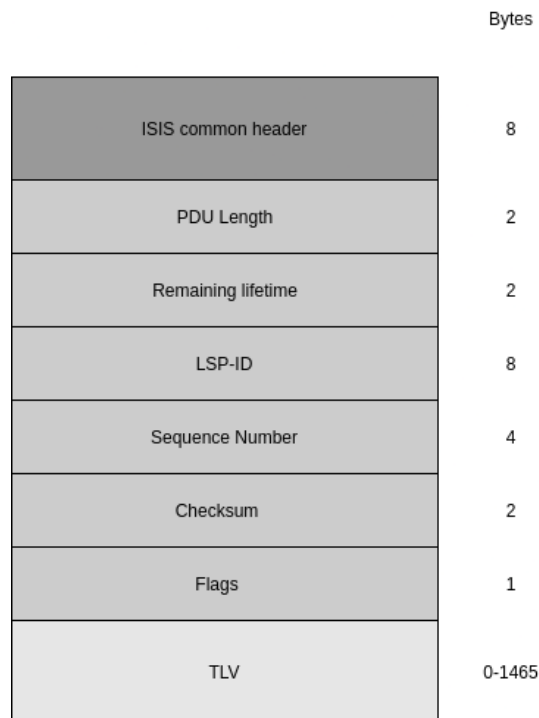 Bytes
ISIS common header 8
PDU Length 2
Remaining lifetime 2
LSP-ID 8
Sequence Number 4
Checksum 2
Flags 1
TLV 0-1465